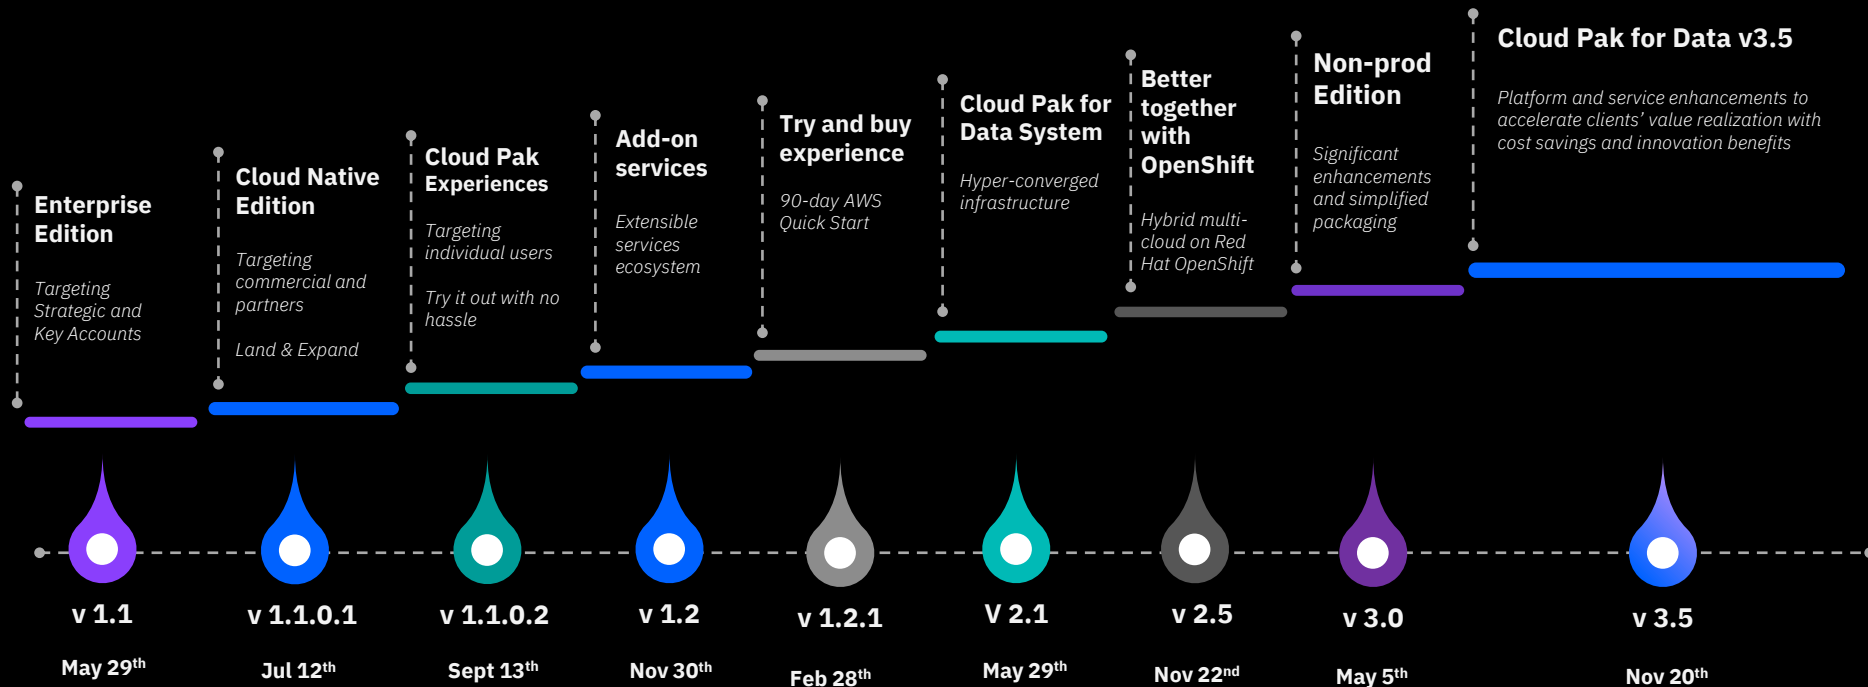 Enterprise
Edition
Targeting
Strategic and
Key Accounts
Cloud Native
Edition
Targeting
commercial and
partners
Land & Expand
Cloud Pak
Experiences
Targeting
individual users
Try it out with no
hassle
Add-on
services
Extensible
services
ecosystem
Try and buy
experience
90-day AWS
Quick Start
Cloud Pak for
Data System
Hyper-converged
infrastructure
Better
together
with
OpenShift
Hybrid multi-
cloud on Red
Hat OpenShift
Non-prod
Edition
Significant
enhancements
and simplified
packaging
Cloud Pak for Data v3.5
Platform and service enhancements to
accelerate clients’ value realization with
cost savings and innovation benefits
v 1.1
May 29th
v 1.1.0.1
Jul 12th
v 1.1.0.2
Sept 13th
v 1.2
Nov 30th
v 1.2.1
Feb 28th
V 2.1
May 29th
v 2.5
Nov 22nd
v 3.0
May 5th
v 3.5
Nov 20th